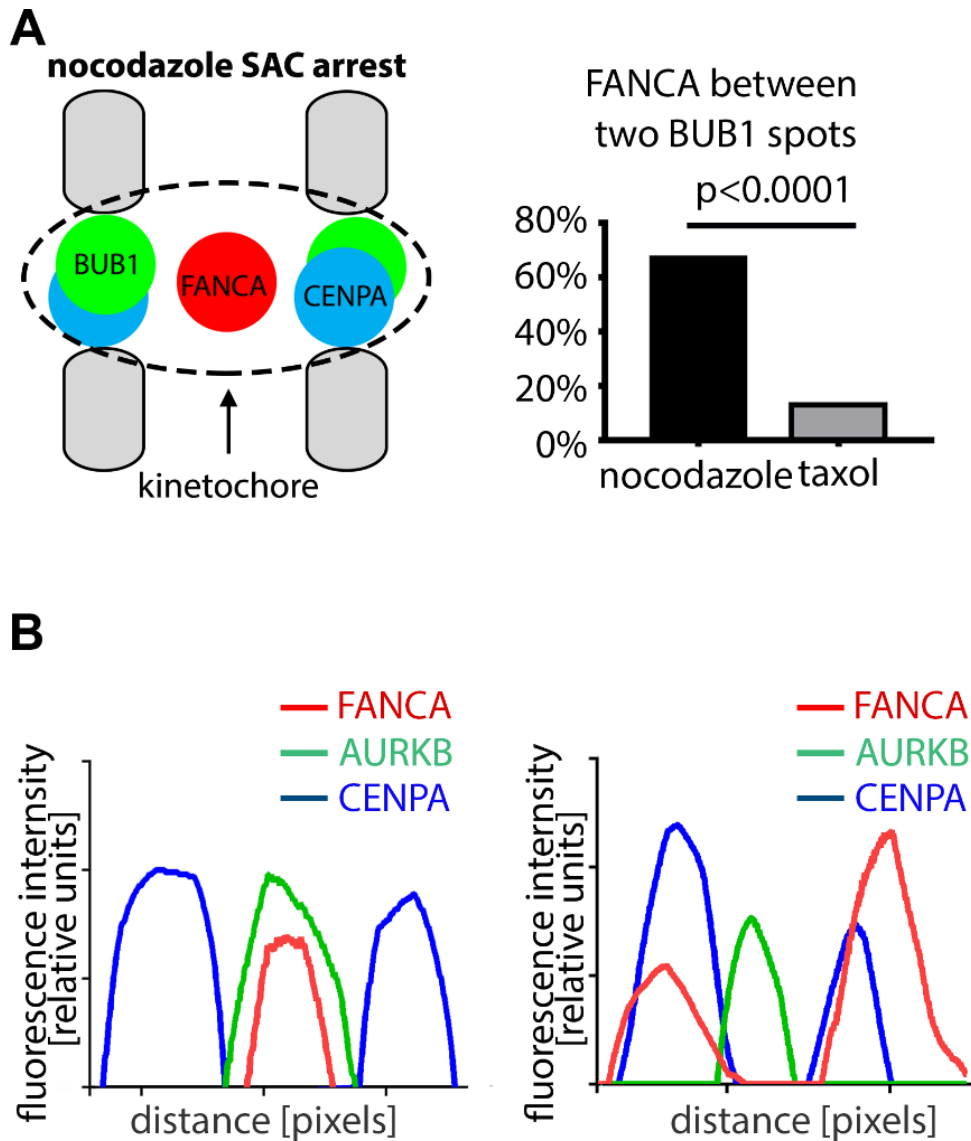 A
nocodazole SAC arrest
BUB1
FANCA
CENPA
kinetochore
FANCA between
two BUB1 spots
p<0.0001
80%
60%
40%
20%
0%
nocodazole
taxol
B
FANCA
AURKB
CENPA
fluorescence internsity
[relative units]
distance [pixels]
FANCA
AURKB
CENPA
fluorescence internsity
[relative units]
distance [pixels]